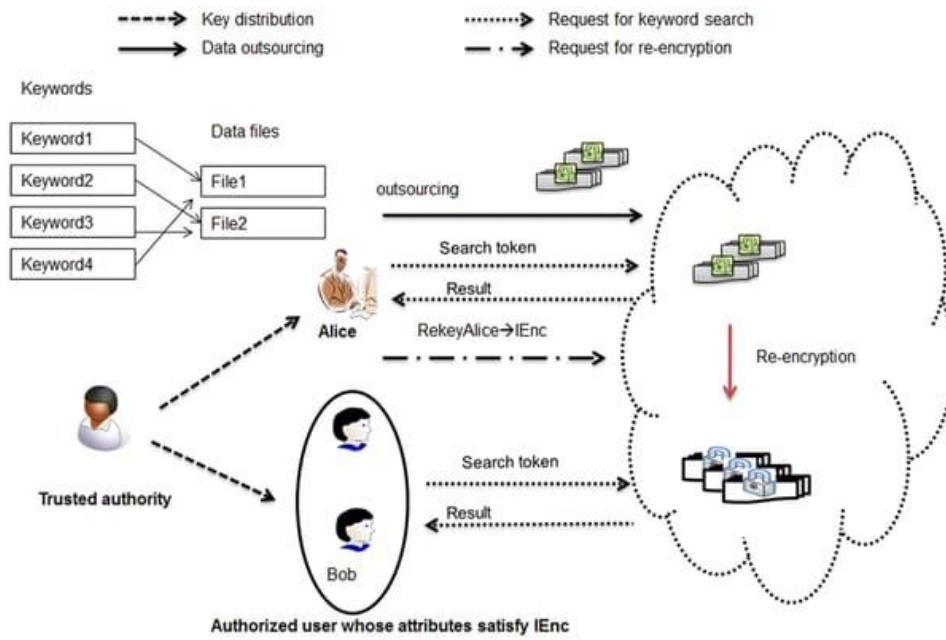 Key distribution
Request for keyword search
Data outsourcing
Request for re-encryption
Keywords
Keyword1
Data files
Keyword2
File1
outsourcing
Keyword3
File2
Keyword4
Search token
Result
Alice
RekeyAlice→IEnc
Re-encryption
Trusted authority
Search token
Result
Bob
Authorized user whose attributes satisfy IEnc